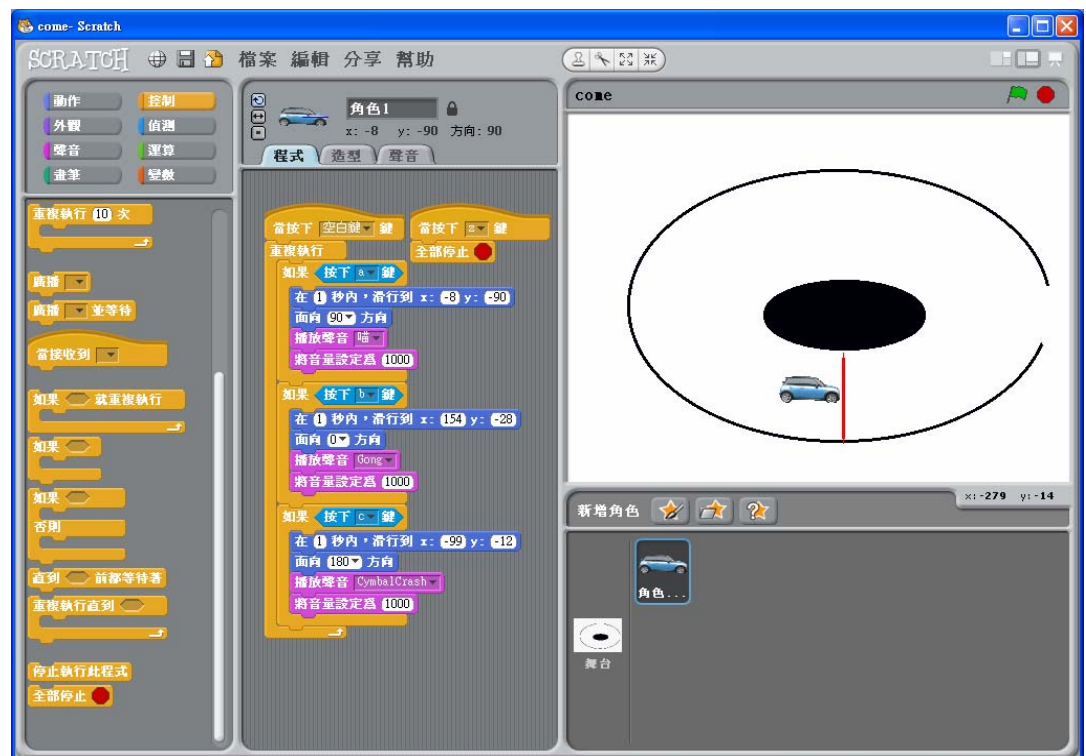 come- Scratch
SCRATCH 檔案 編輯 分享 幫助
動作 控制
外觀 偵測
聲音 運算
畫筆 變數
重複執行 10 次
廣播
廣播 並等待
當接收到
如果 就重複執行
如果
如果
否則
直到 前都等待著
重複執行直到
停止執行此程式
全部停止
角色1
x: -8 y: -90 方向: 90
程式 造型 聲音
當按下 空白鍵 鍵
重複執行
如果 按下 a 鍵
在 1 秒內，滑行到 x: -8 y: -90
面向 90 方向
播放聲音 喵
將音量設定為 1000
如果 按下 b 鍵
在 1 秒內，滑行到 x: 154 y: -28
面向 0 方向
播放聲音 Gong
將音量設定為 1000
如果 按下 c 鍵
在 1 秒內，滑行到 x: -99 y: -12
面向 180 方向
播放聲音 CymbalCrash
將音量設定為 1000
當按下 z 鍵
全部停止
come
x: -279 y: -14
新增角色
角色...
舞台